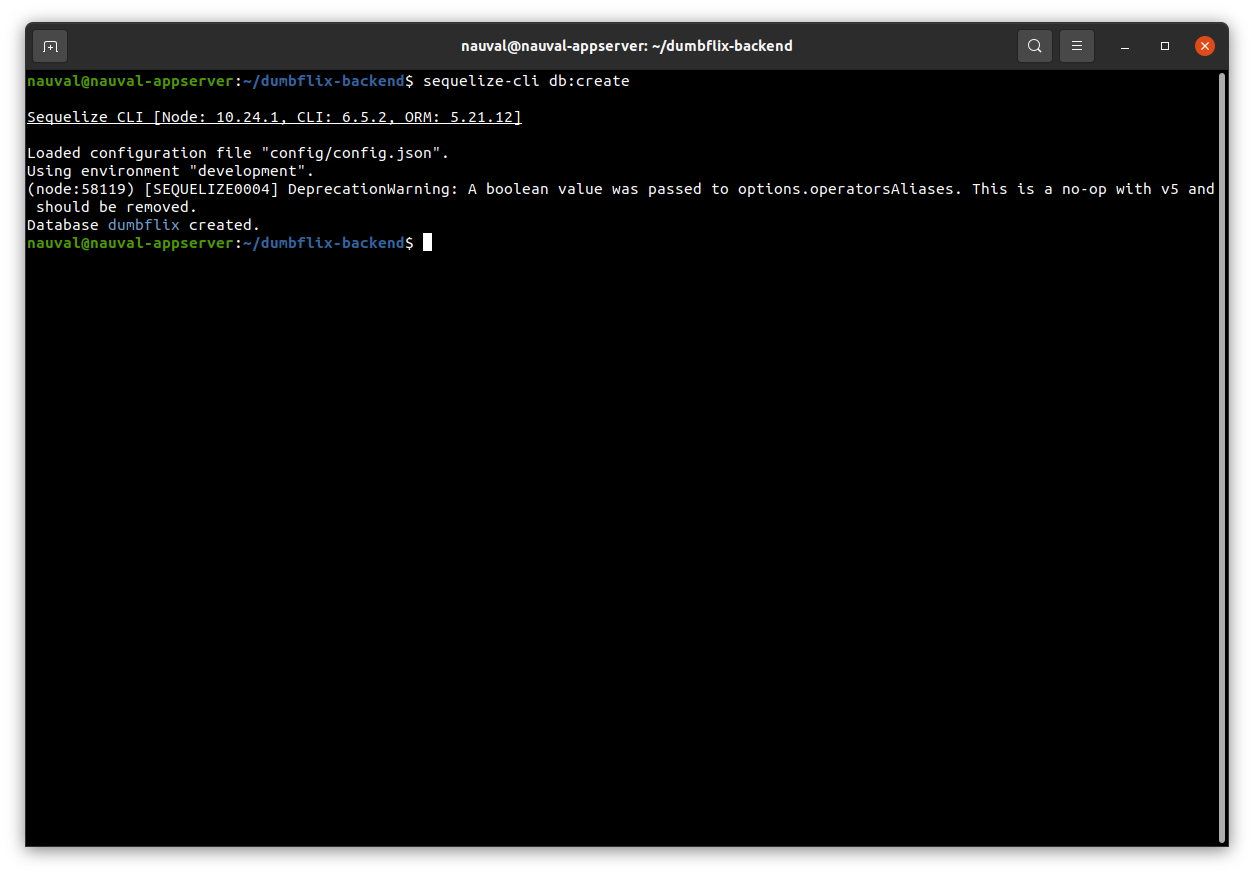 nauval@nauval-appserver: ~/dumbflix-backend
nauval@nauval-appserver:~/dumbflix-backend$ sequelize-cli db:create
Sequelize CLI [Node: 10.24.1, CLI: 6.5.2, ORM: 5.21.12]
Loaded configuration file "config/config.json".
Using environment "development".
(node:58119) [SEQUELIZE0004] DeprecationWarning: A boolean value was passed to options.operatorsAliases. This is a no-op with v5 and
 should be removed.
Database dumbflix created.
nauval@nauval-appserver:~/dumbflix-backend$